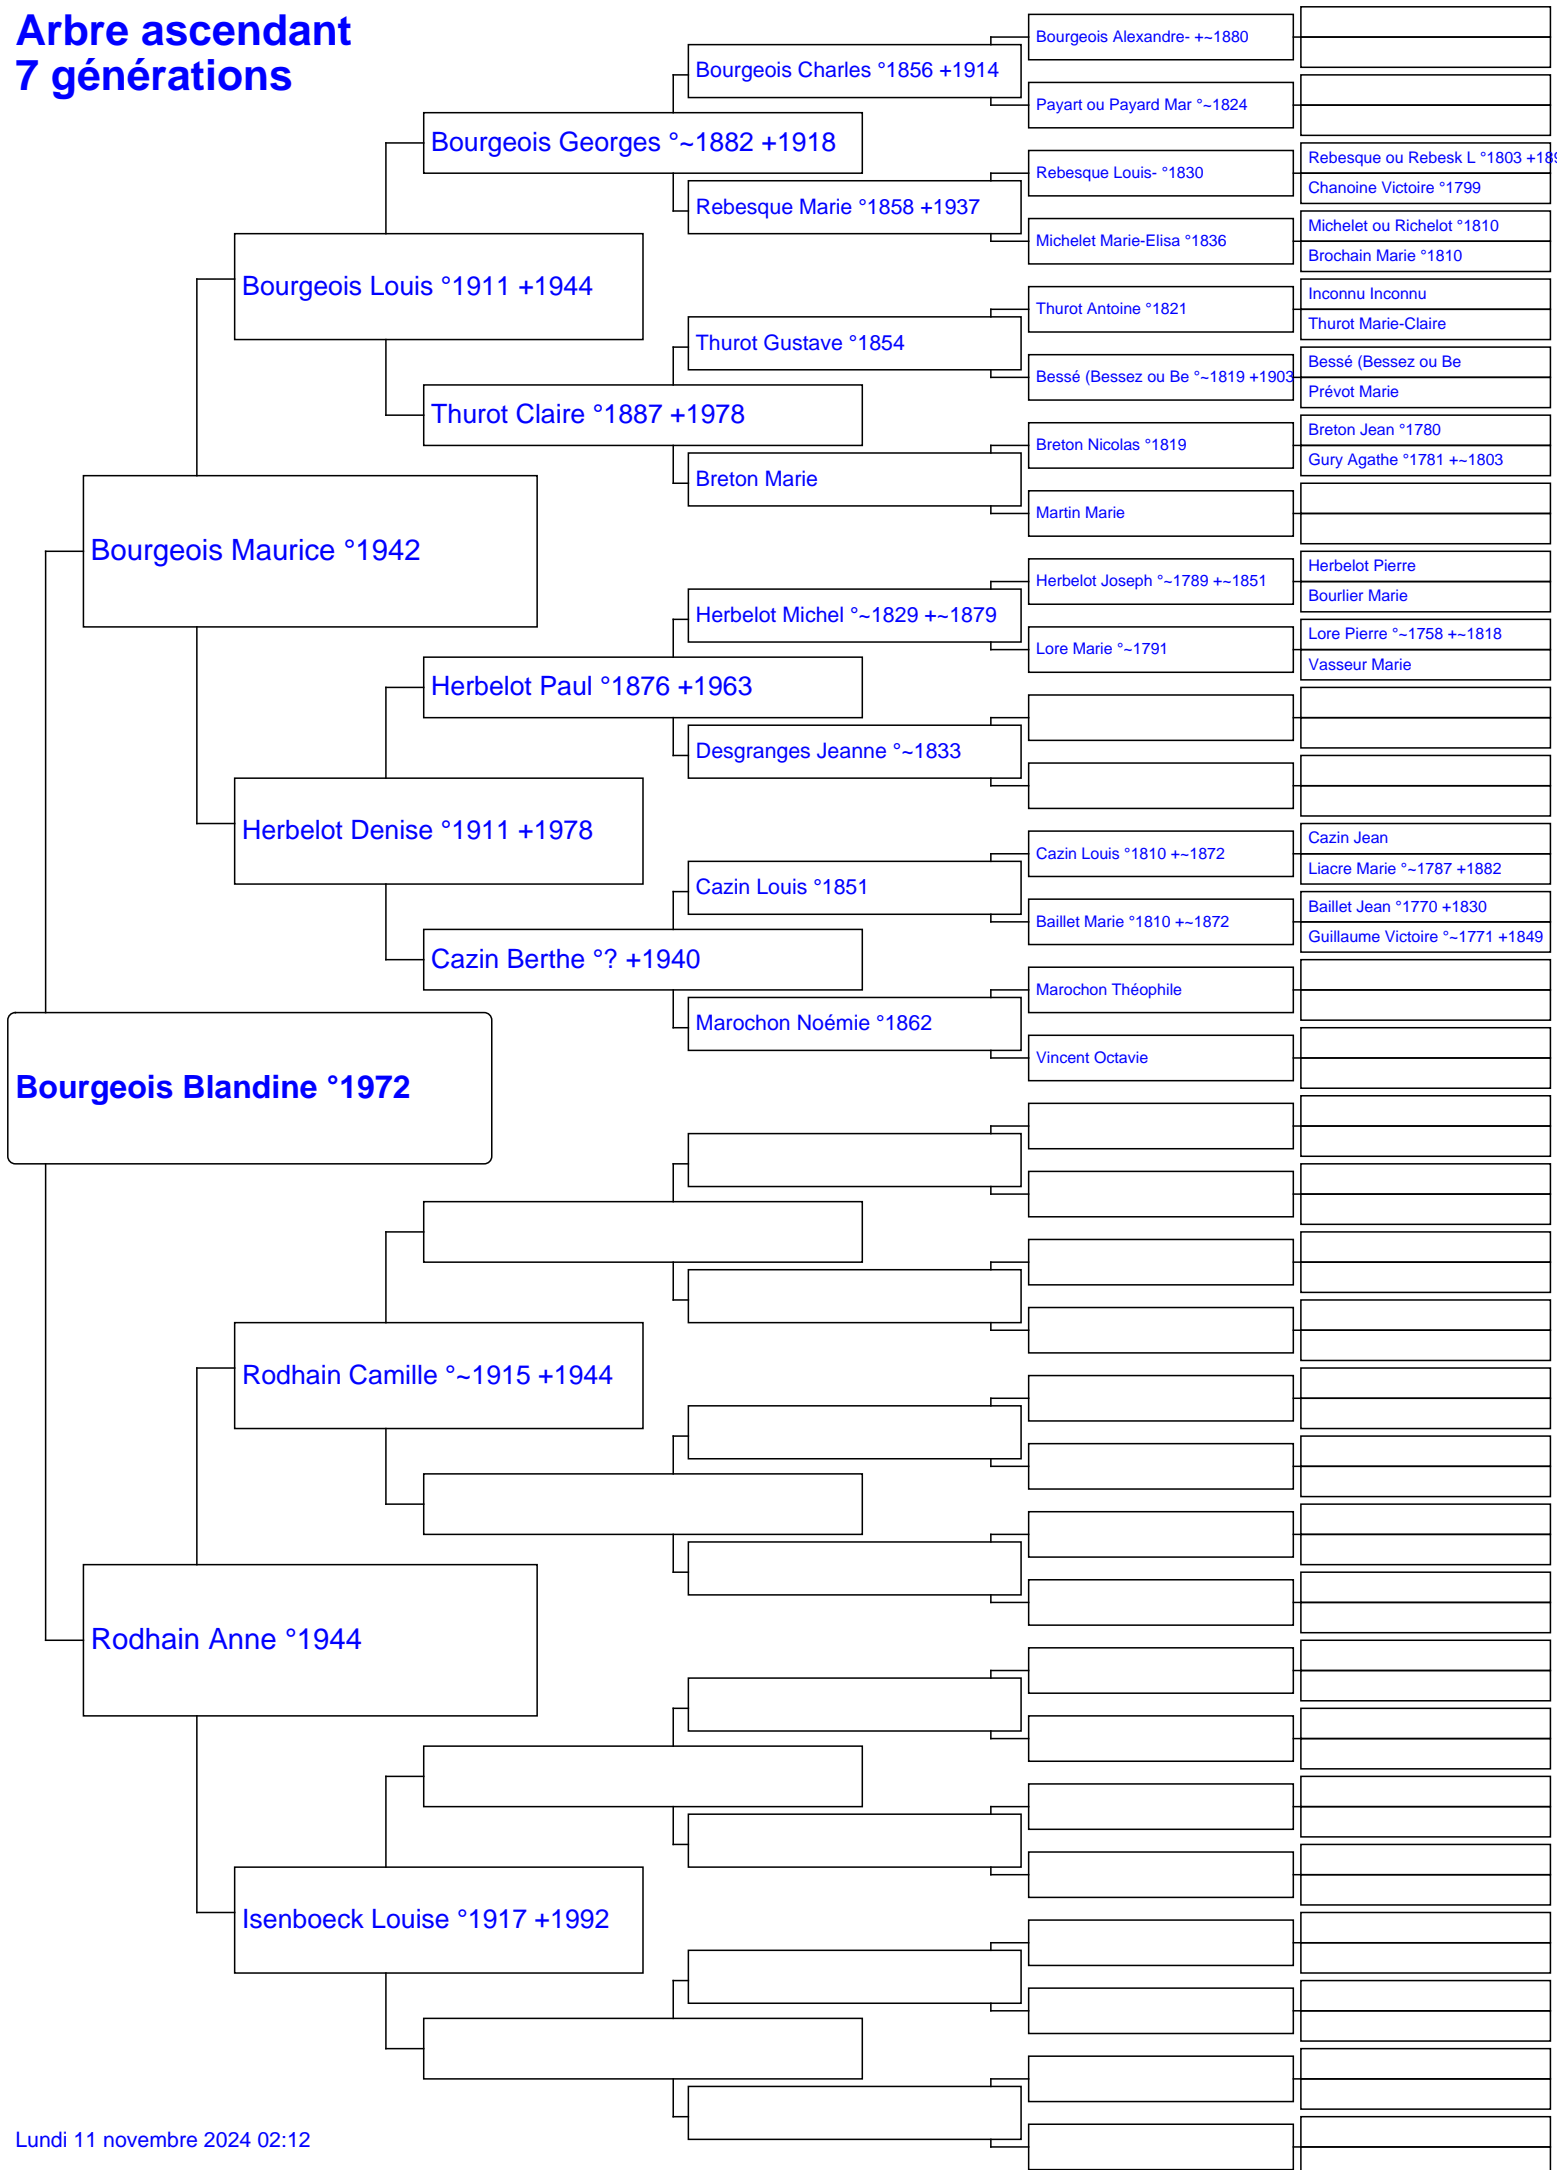 Arbre ascendant
7 générations
Bourgeois Blandine °1972
Bourgeois Maurice °1942
Rodhain Anne °1944
Bourgeois Louis °1911 +1944
Herbelot Denise °1911 +1978
Rodhain Camille °~1915 +1944
Isenboeck Louise °1917 +1992
Bourgeois Georges °~1882 +1918
Thurot Claire °1887 +1978
Herbelot Paul °1876 +1963
Cazin Berthe °? +1940
Bourgeois Charles °1856 +1914
Rebesque Marie °1858 +1937
Thurot Gustave °1854
Breton Marie
Herbelot Michel °~1829 +~1879
Desgranges Jeanne °~1833
Cazin Louis °1851
Marochon Noémie °1862
Bourgeois Alexandre- +~1880
Payart ou Payard Mar °~1824
Rebesque Louis- °1830
Michelet Marie-Elisa °1836
Thurot Antoine °1821
Bessé (Bessez ou Be °~1819 +1903
Breton Nicolas °1819
Martin Marie
Herbelot Joseph °~1789 +~1851
Lore Marie °~1791
Cazin Louis °1810 +~1872
Baillet Marie °1810 +~1872
Marochon Théophile
Vincent Octavie
Rebesque ou Rebesk L °1803 +189
Chanoine Victoire °1799
Michelet ou Richelot °1810
Brochain Marie °1810
Inconnu Inconnu
Thurot Marie-Claire
Bessé (Bessez ou Be
Prévot Marie
Breton Jean °1780
Gury Agathe °1781 +~1803
Herbelot Pierre
Bourlier Marie
Lore Pierre °~1758 +~1818
Vasseur Marie
Cazin Jean
Liacre Marie °~1787 +1882
Baillet Jean °1770 +1830
Guillaume Victoire °~1771 +1849
Lundi 11 novembre 2024 02:12